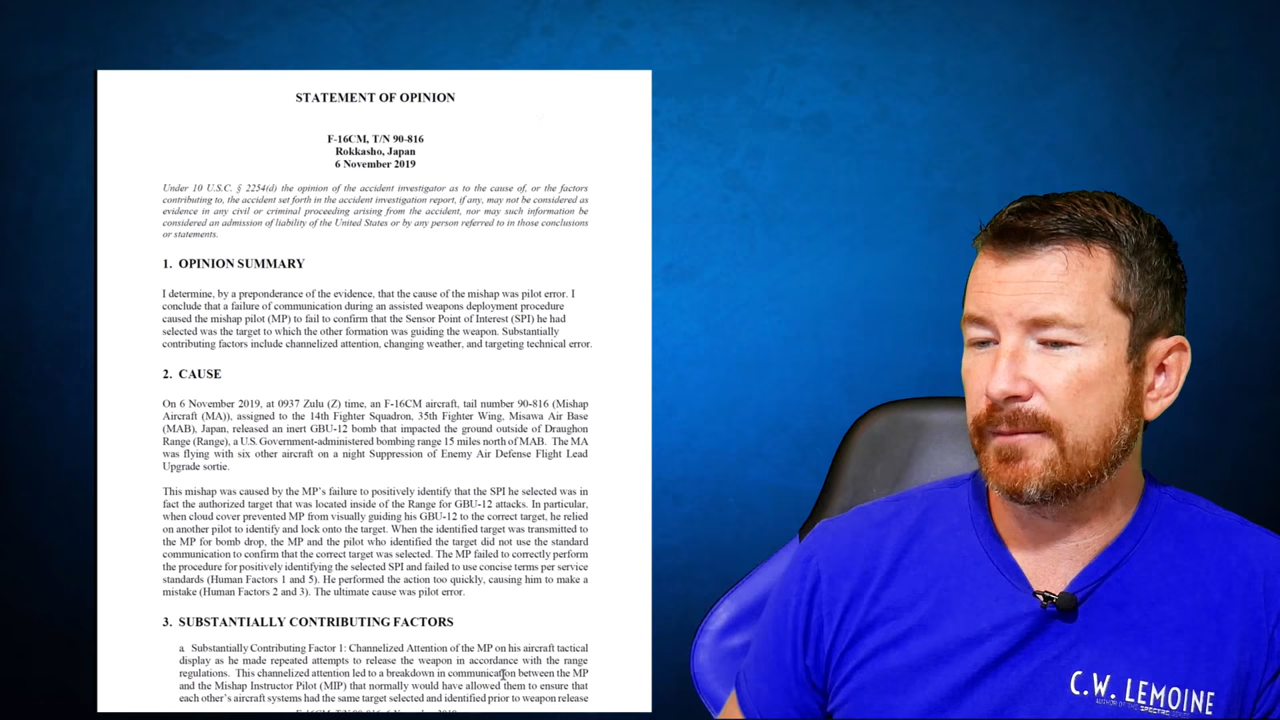 STATEMENT OF OPINION
F-16CM, T/N 90-816
Rokkasho, Japan
6 November 2019
Under 10 U.S.C. § 2254(d) the opinion of the accident investigator as to the cause of, or the factors
contributing to, the accident set forth in the accident investigation report, if any, may not be considered as
evidence in any civil or criminal proceeding arising from the accident, nor may such information be
considered an admission of liability of the United States or by any person referred to in those conclusions
or statements.
1. OPINION SUMMARY
I determine, by a preponderance of the evidence, that the cause of the mishap was pilot error. I
conclude that a failure of communication during an assisted weapons deployment procedure
caused the mishap pilot (MP) to fail to confirm that the Sensor Point of Interest (SPI) he had
selected was the target to which the other formation was guiding the weapon. Substantially
contributing factors include channelized attention, changing weather, and targeting technical error.
2. CAUSE
On 6 November 2019, at 0937 Zulu (Z) time, an F-16CM aircraft, tail number 90-816 (Mishap
Aircraft (MA)), assigned to the 14th Fighter Squadron, 35th Fighter Wing, Misawa Air Base
(MAB), Japan, released an inert GBU-12 bomb that impacted the ground outside of Draughon
Range (Range), a U.S. Government-administered bombing range 15 miles north of MAB. The MA
was flying with six other aircraft on a night Suppression of Enemy Air Defense Flight Lead
Upgrade sortie.
This mishap was caused by the MP's failure to positively identify that the SPI he selected was in
fact the authorized target that was located inside of the Range for GBU-12 attacks. In particular,
when cloud cover prevented MP from visually guiding his GBU-12 to the correct target, he relied
on another pilot to identify and lock onto the target. When the identified target was transmitted to
the MP for bomb drop, the MP and the pilot who identified the target did not use the standard
communication to confirm that the correct target was selected. The MP failed to correctly perform
the procedure for positively identifying the selected SPI and failed to use concise terms per service
standards (Human Factors 1 and 5). He performed the action too quickly, causing him to make a
mistake (Human Factors 2 and 3). The ultimate cause was pilot error.
3. SUBSTANTIALLY CONTRIBUTING FACTORS
a. Substantially Contributing Factor 1: Channelized Attention of the MP on his aircraft tactical
display as he made repeated attempts to release the weapon in accordance with the range
regulations. This channelized attention led to a breakdown in communication between the MP
and the Mishap Instructor Pilot (MIP) that normally would have allowed them to ensure that
each other's aircraft systems had the same target selected and identified prior to weapon release
C.W. LEMOINE